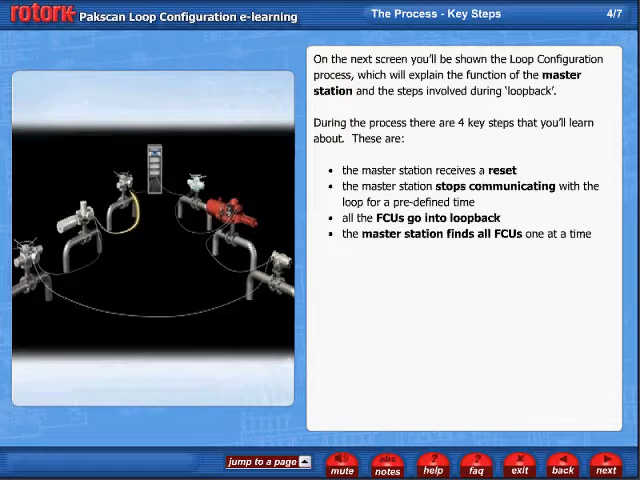 rotork Pakscan Loop Configuration e-learning
The Process - Key Steps
4/7
On the next screen you'll be shown the Loop Configuration
process, which will explain the function of the master
station and the steps involved during 'loopback'.
During the process there are 4 key steps that you'll learn
about. These are:
• the master station receives a reset
• the master station stops communicating with the
loop for a pre-defined time
• all the FCUs go into loopback
• the master station finds all FCUs one at a time
jump to a page
mute
abc
notes
?
help
?
faq
x
exit
back
next